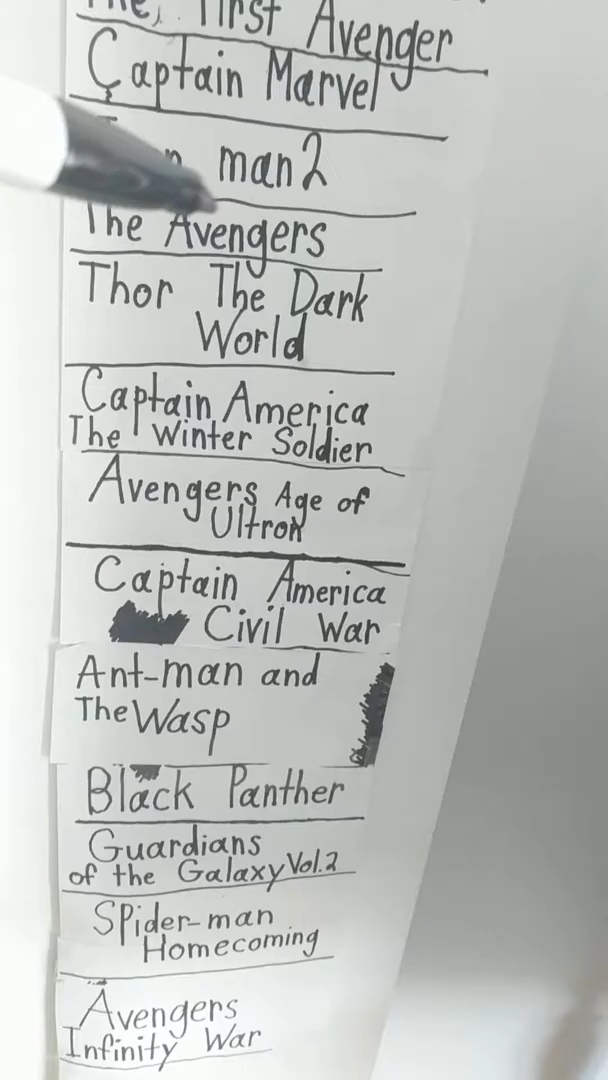 The, First Avenger
Captain Marvel
man 2
The Avengers
Thor The Dark
World
Captain America
The Winter Soldier
Avengers Age of
Ultron
Captain America
Civil War
Ant-man and
The Wasp
Black Panther
Guardians
of the Galaxy Vol.2
Spider-man
Homecoming
Avengers
Infinity War